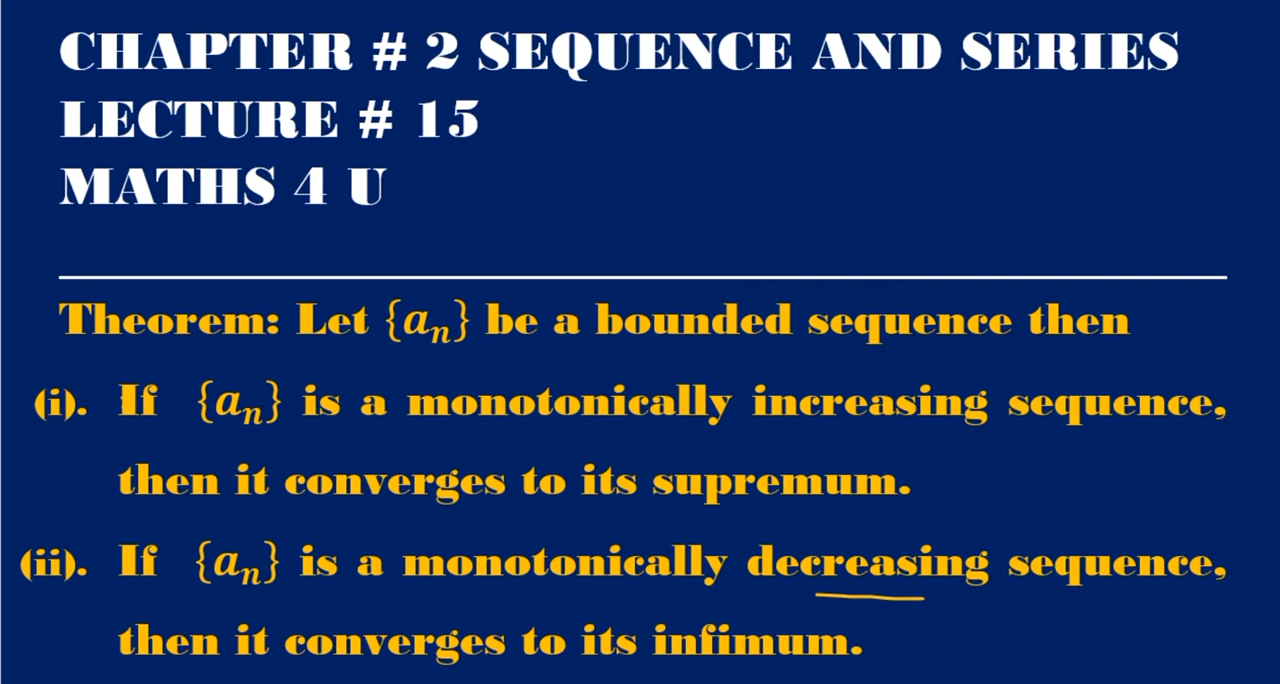 CHAPTER # 2 SEQUENCE AND SERIES
LECTURE # 15
MATHS 4 U
Theorem: Let {aₙ} be a bounded sequence then
(i). If {aₙ} is a monotonically increasing sequence,
then it converges to its supremum.
(ii). If {aₙ} is a monotonically decreasing sequence,
then it converges to its infimum.